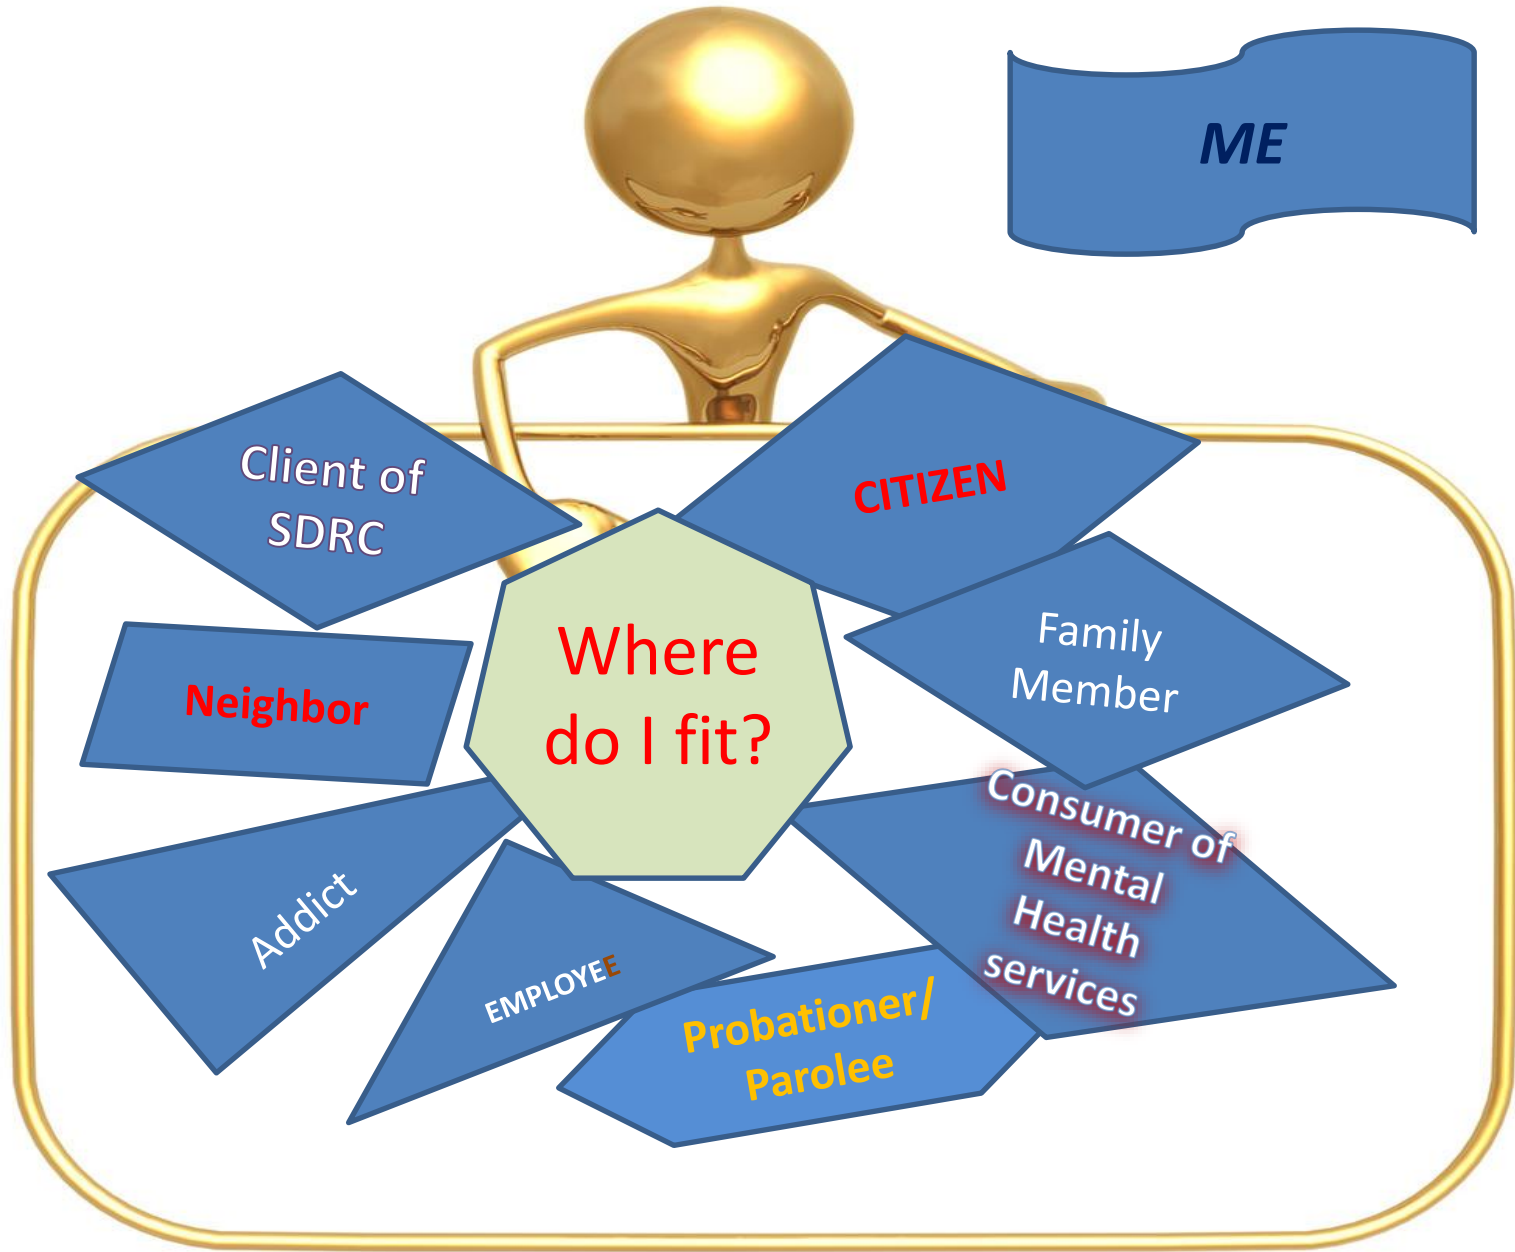 ME
Client of
SDRC
CITIZEN
Where
do I fit?
Family
Member
Neighbor
Consumer of
Mental
Health
services
Addict
EMPLOYEE
Probationer/
Parolee